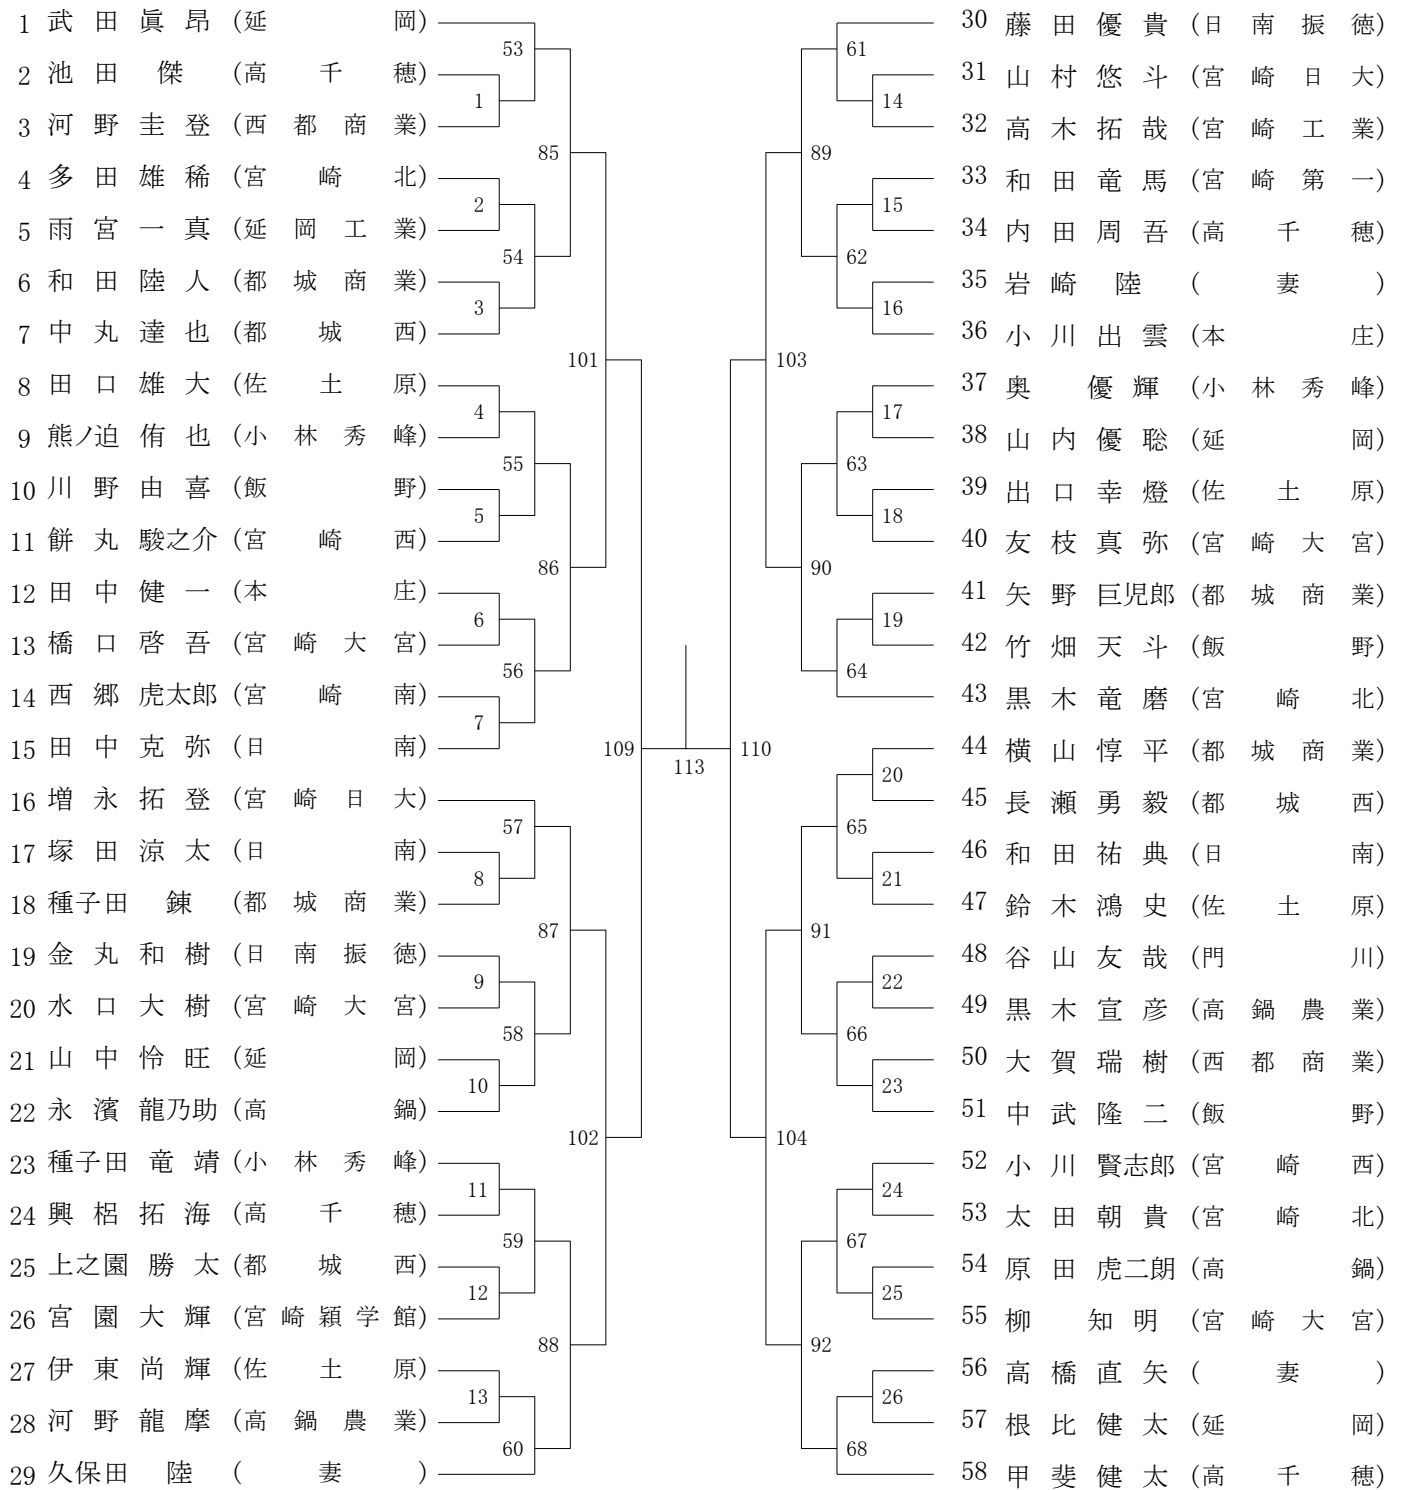 1 武田眞昂 (延岡)
2 池田傑 (高千穂)
3 河野圭登 (西都商業)
4 多田雄稀 (宮崎北)
5 雨宮一真 (延岡工業)
6 和田陸人 (都城商業)
7 中丸達也 (都城西)
8 田口雄大 (佐土原)
9 熊ノ迫侑也 (小林秀峰)
10 川野由喜 (飯野)
11 餅丸駿之介 (宮崎西)
12 田中健一 (本庄)
13 橋口啓吾 (宮崎大宮)
14 西郷虎太郎 (宮崎南)
15 田中克弥 (日南)
16 増永拓登 (宮崎日大)
17 塚田涼太 (日南)
18 種子田錬 (都城商業)
19 金丸和樹 (日南振徳)
20 水口大樹 (宮崎大宮)
21 山中怜旺 (延岡)
22 永濱龍乃助 (高鍋)
23 種子田竜靖 (小林秀峰)
24 興梠拓海 (高千穂)
25 上之園勝太 (都城西)
26 宮園大輝 (宮崎穎学館)
27 伊東尚輝 (佐土原)
28 河野龍摩 (高鍋農業)
29 久保田陸 (妻)
53
1
85
2
54
3
101
4
55
5
86
6
56
7
109
57
8
87
9
58
10
102
11
59
12
88
13
60
113
61
14
89
15
62
16
103
17
63
18
90
19
64
110
20
65
21
91
22
66
23
104
24
67
25
92
26
68
30 藤田優貴 (日南振徳)
31 山村悠斗 (宮崎日大)
32 高木拓哉 (宮崎工業)
33 和田竜馬 (宮崎第一)
34 内田周吾 (高千穂)
35 岩崎陸 (妻)
36 小川出雲 (本庄)
37 奥優輝 (小林秀峰)
38 山内優聡 (延岡)
39 出口幸燈 (佐土原)
40 友枝真弥 (宮崎大宮)
41 矢野巨児郎 (都城商業)
42 竹畑天斗 (飯野)
43 黒木竜磨 (宮崎北)
44 横山惇平 (都城商業)
45 長瀬勇毅 (都城西)
46 和田祐典 (日南)
47 鈴木鴻史 (佐土原)
48 谷山友哉 (門川)
49 黒木宣彦 (高鍋農業)
50 大賀瑞樹 (西都商業)
51 中武隆二 (飯野)
52 小川賢志郎 (宮崎西)
53 太田朝貴 (宮崎北)
54 原田虎二朗 (高鍋)
55 柳知明 (宮崎大宮)
56 高橋直矢 (妻)
57 根比健太 (延岡)
58 甲斐健太 (高千穂)